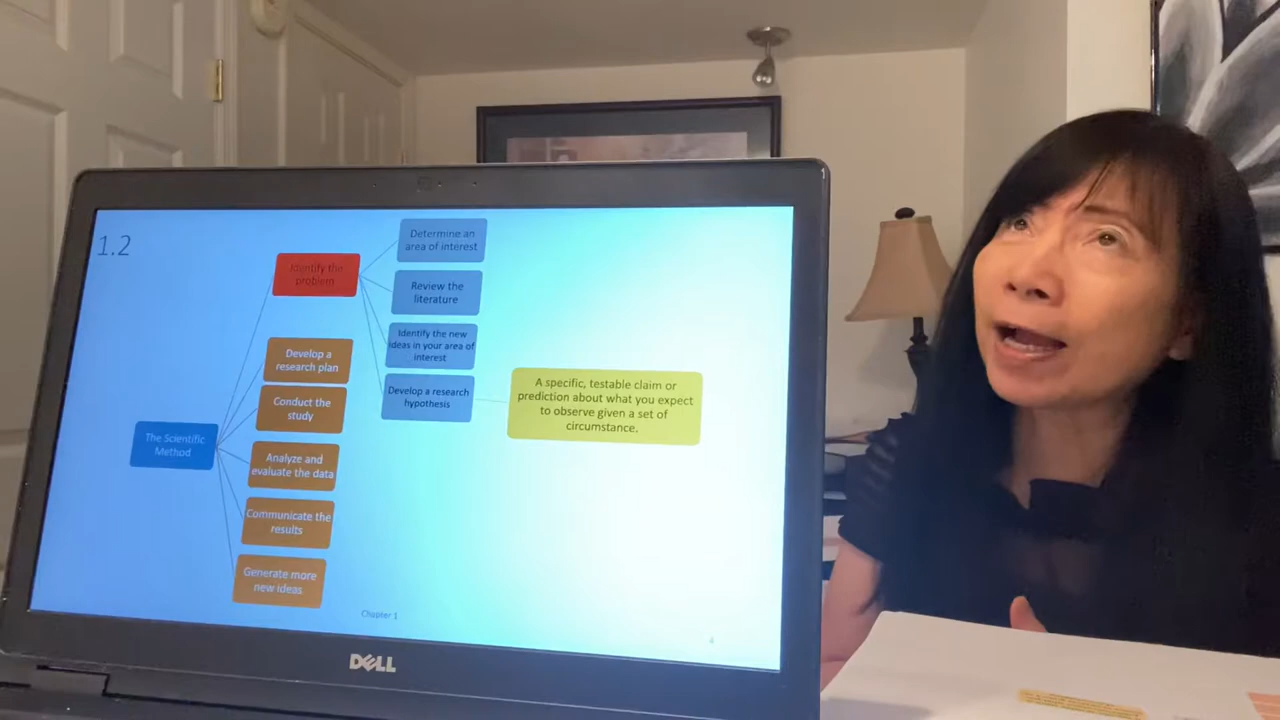 1.2
Identify the
problem
Determine an
area of interest
Review the
literature
Identify the new
ideas in your area of
interest
Develop a research
hypothesis
A specific, testable claim or
prediction about what you expect
to observe given a set of
circumstance.
Develop a
research plan
Conduct the
study
The Scientific
Method
Analyze and
evaluate the data
Communicate the
results
Generate more
new ideas
Chapter 1
4
DELL